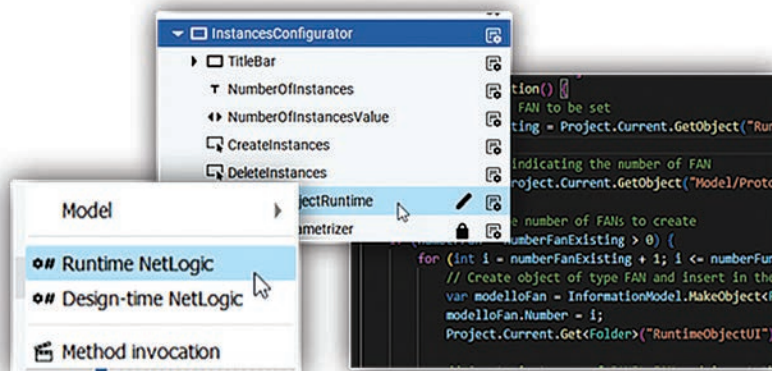 InstancesConfigurator
TitleBar
NumberOfInstances
NumberOfInstancesValue
CreateInstances
DeleteInstances
jectRuntime
ametrizer
Model
Runtime NetLogic
Design-time NetLogic
Method invocation
tion() {
FAN to be set
ting = Project.Current.GetObject("Ru
indicating the number of FAN
roject.Current.GetObject("Model/Proto
e number of FANs to create
numberFanExisting > 0) {
for (int i = numberFanExisting + 1; i <= numberFun
// Create object of type FAN and insert in the
var modelloFan = InformationModel.MakeObject<
modelloFan.Number = i;
Project.Current.Get<Folder>("RuntimeObjectUI")